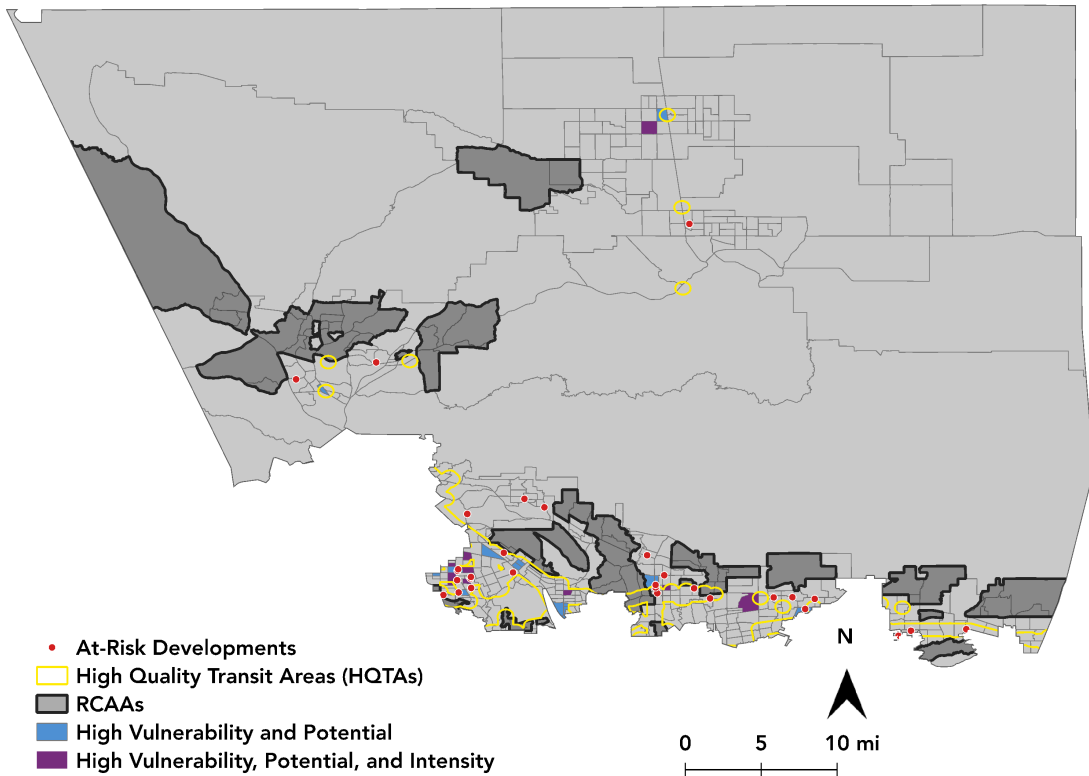 At-Risk Developments
High Quality Transit Areas (HQTAs)
RCAAs
High Vulnerability and Potential
High Vulnerability, Potential, and Intensity
N
0 5 10 mi